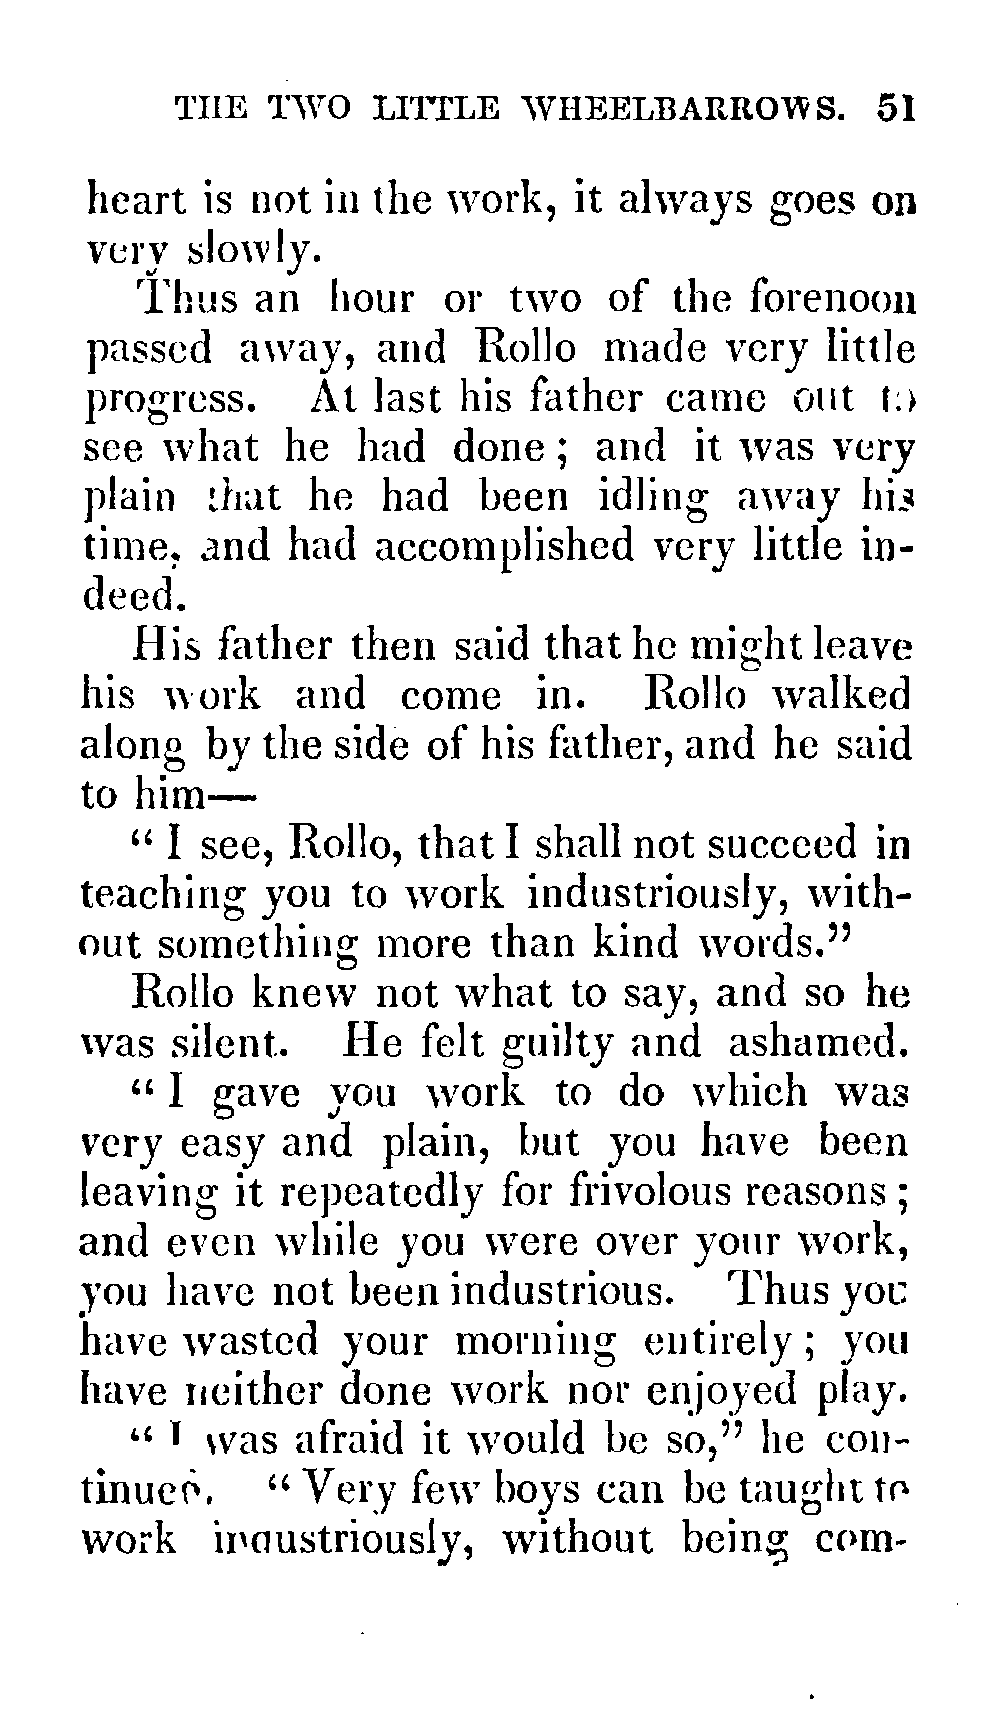 THE TWO LITTLE WHEELBARROWS. 51
heart is not in the work, it always goes on
very slowly.
Thus an hour or two of the forenoon
passed away, and Rollo made very little
progress. At last his father came out to
see what he had done; and it was very
plain that he had been idling away his
time, and had accomplished very little in-
deed.
His father then said that he might leave
his work and come in. Rollo walked
along by the side of his father, and he said
to him—
“I see, Rollo, that I shall not succeed in
teaching you to work industriously, with-
out something more than kind words.”
Rollo knew not what to say, and so he
was silent. He felt guilty and ashamed.
“I gave you work to do which was
very easy and plain, but you have been
leaving it repeatedly for frivolous reasons;
and even while you were over your work,
you have not been industrious. Thus you
have wasted your morning entirely; you
have neither done work nor enjoyed play.
“I was afraid it would be so,” he con-
tinued. “Very few boys can be taught to
work industriously, without being com-